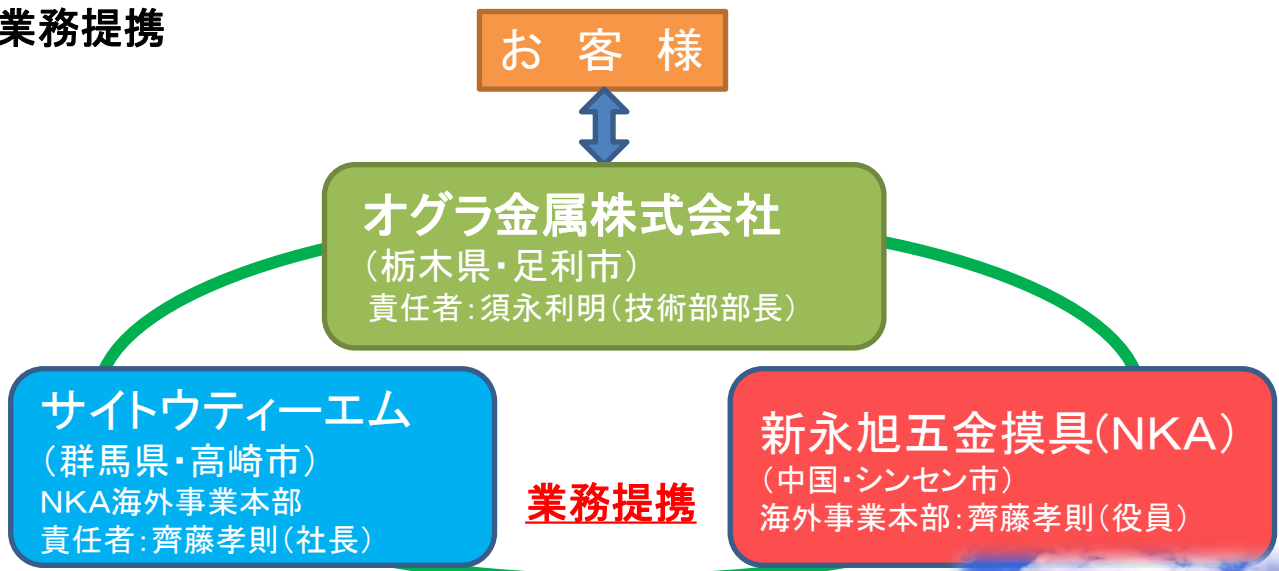 業務提携
お 客 様
オグラ金属株式会社
(栃木県・足利市)
責任者:須永利明(技術部部長)
サイトウティーエム
(群馬県・高崎市)
NKA海外事業本部
責任者:齊藤孝則(社長)
業務提携
新永旭五金摸具(NKA)
(中国・シンセン市)
海外事業本部:齊藤孝則(役員)